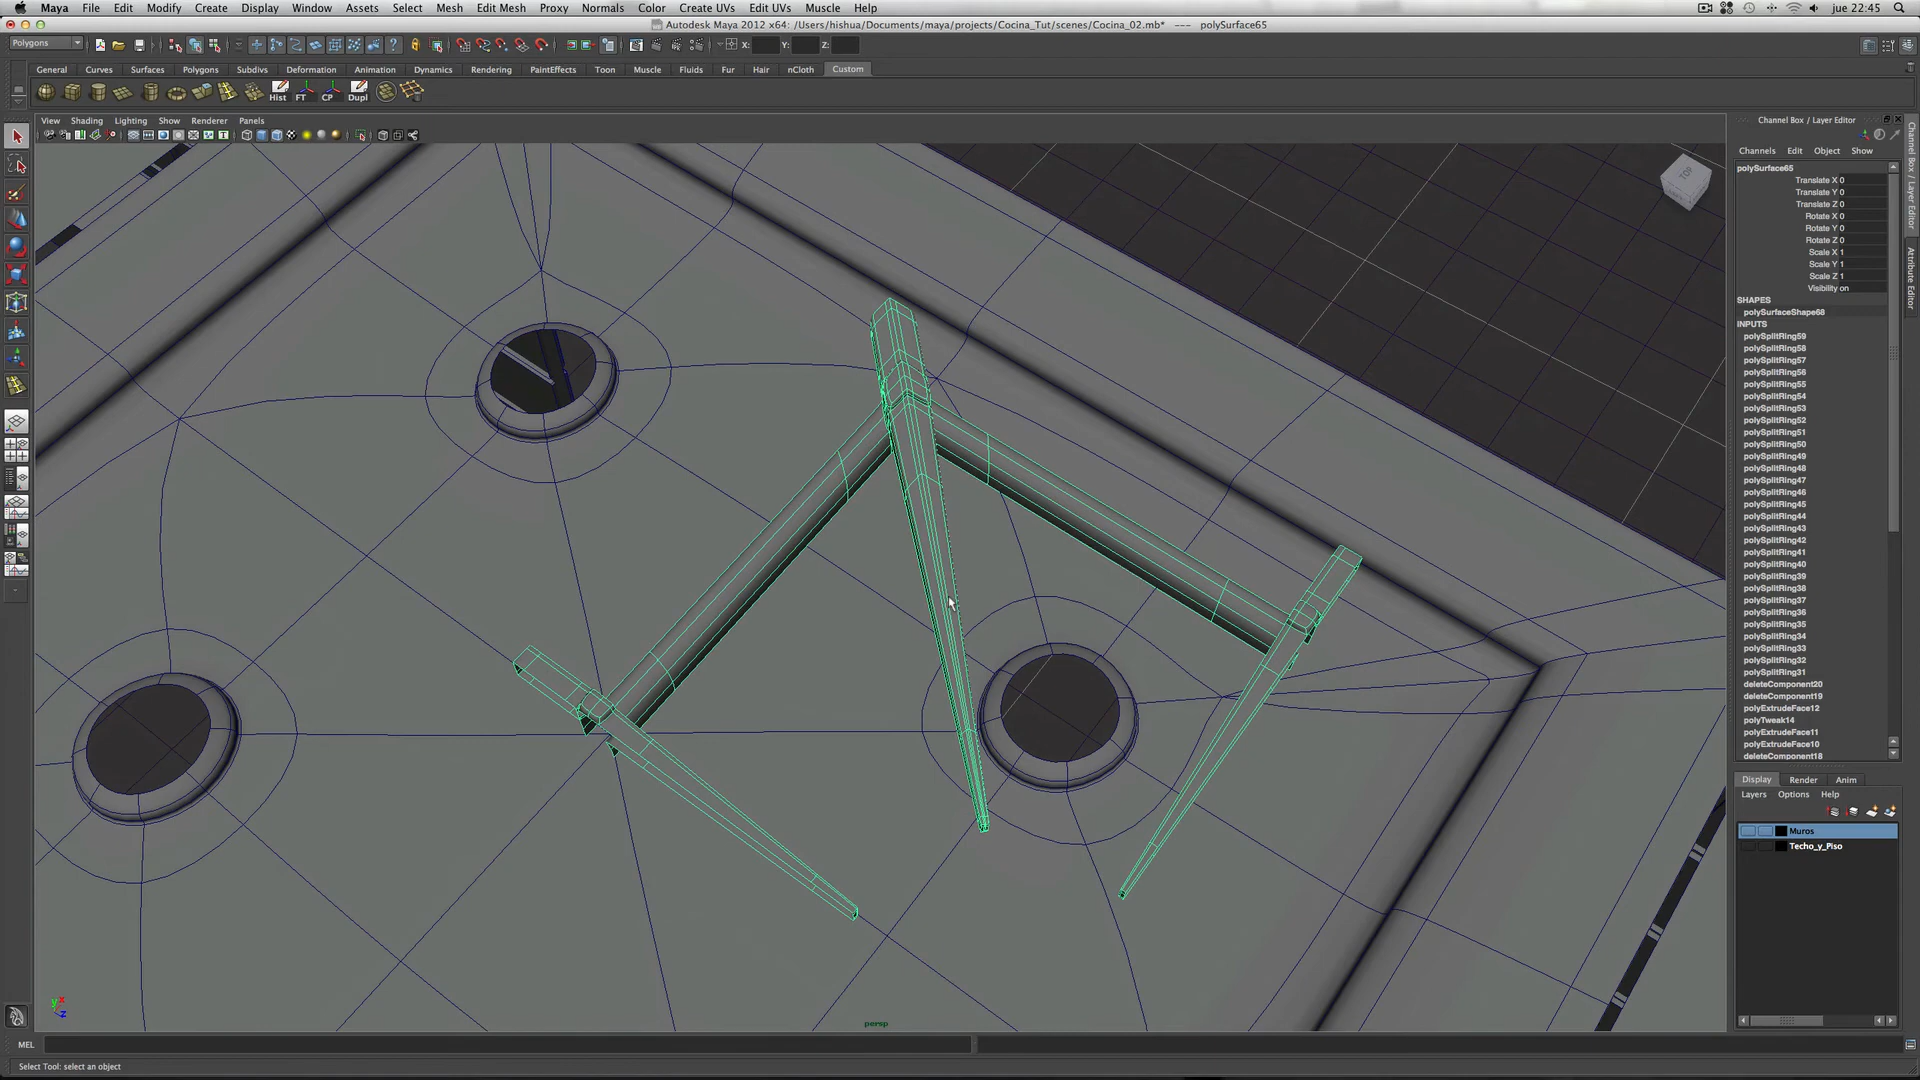 Maya File Edit Modify Create Display Window Assets Select Mesh Edit Mesh Proxy Normals Color Create UVs Edit UVs Muscle Help
jue 22:45
Autodesk Maya 2012 x64: /Users/hishua/Documents/maya/projects/Cocina_Tut/scenes/Cocina_02.mb* --- polySurface65
Polygons X: Y: Z:
General Curves Surfaces Polygons Subdivs Deformation Animation Dynamics Rendering PaintEffects Toon Muscle Fluids Fur Hair nCloth Custom
Hist FT CP Dupl
View Shading Lighting Show Renderer Panels
Channel Box / Layer Editor
Channels Edit Object Show
polySurface65
Translate X 0
Translate Y 0
Translate Z 0
Rotate X 0
Rotate Y 0
Rotate Z 0
Scale X 1
Scale Y 1
Scale Z 1
Visibility on
SHAPES
polySurfaceShape68
INPUTS
polySplitRing59
polySplitRing58
polySplitRing57
polySplitRing56
polySplitRing55
polySplitRing54
polySplitRing53
polySplitRing52
polySplitRing51
polySplitRing50
polySplitRing49
polySplitRing48
polySplitRing47
polySplitRing46
polySplitRing45
polySplitRing44
polySplitRing43
polySplitRing42
polySplitRing41
polySplitRing40
polySplitRing39
polySplitRing38
polySplitRing37
polySplitRing36
polySplitRing35
polySplitRing34
polySplitRing33
polySplitRing32
polySplitRing31
deleteComponent20
deleteComponent19
polyExtrudeFace12
polyTweak14
polyExtrudeFace11
polyExtrudeFace10
deleteComponent18
Display Render Anim
Layers Options Help
Muros
Techo_y_Piso
Channel Box / Layer Editor
Attribute Editor
TOP
y x
z
persp
MEL
Select Tool: select an object